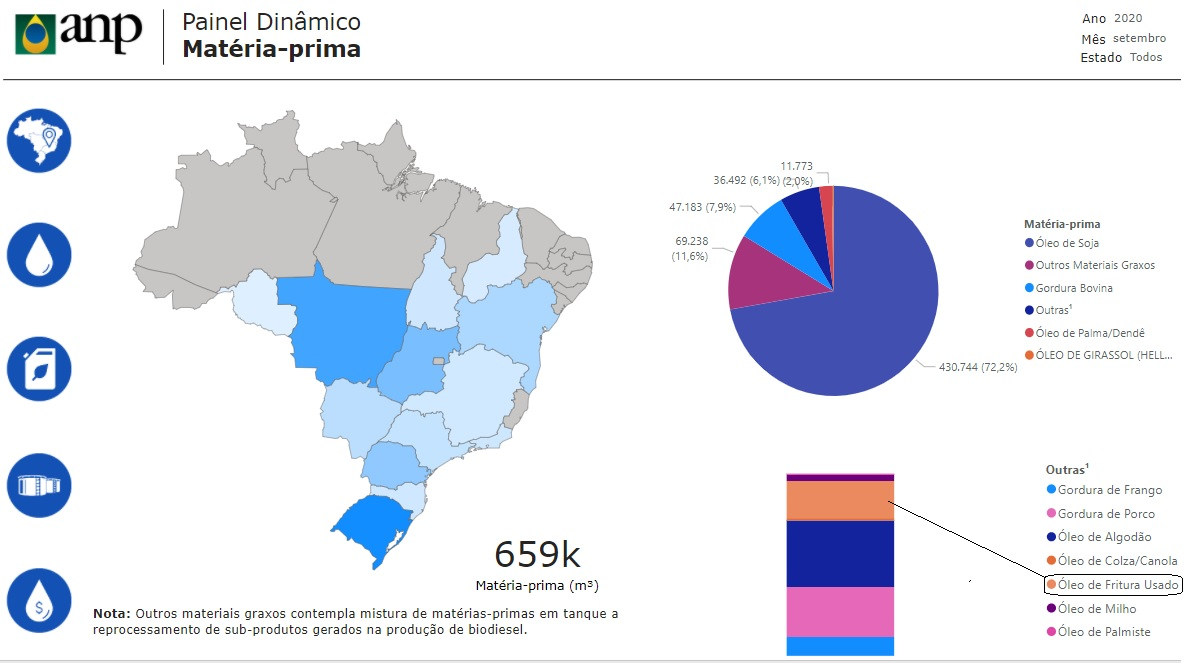 anp
Painel Dinâmico
Matéria-prima
Ano 2020
Mês setembro
Estado Todos
11.773
36.492 (6,1%) (2,0%)
47.183 (7,9%)
69.238
(11,6%)
430.744 (72,2%)
Matéria-prima
Óleo de Soja
Outros Materiais Graxos
Gordura Bovina
Outras¹
Óleo de Palma/Dendê
ÓLEO DE GIRASSOL (HELL...
659k
Matéria-prima (m³)
Outras¹
Gordura de Frango
Gordura de Porco
Óleo de Algodão
Óleo de Colza/Canola
Óleo de Fritura Usado
Óleo de Milho
Óleo de Palmiste
$
Nota: Outros materiais graxos contempla mistura de matérias-primas em tanque a
reprocessamento de sub-produtos gerados na produção de biodiesel.